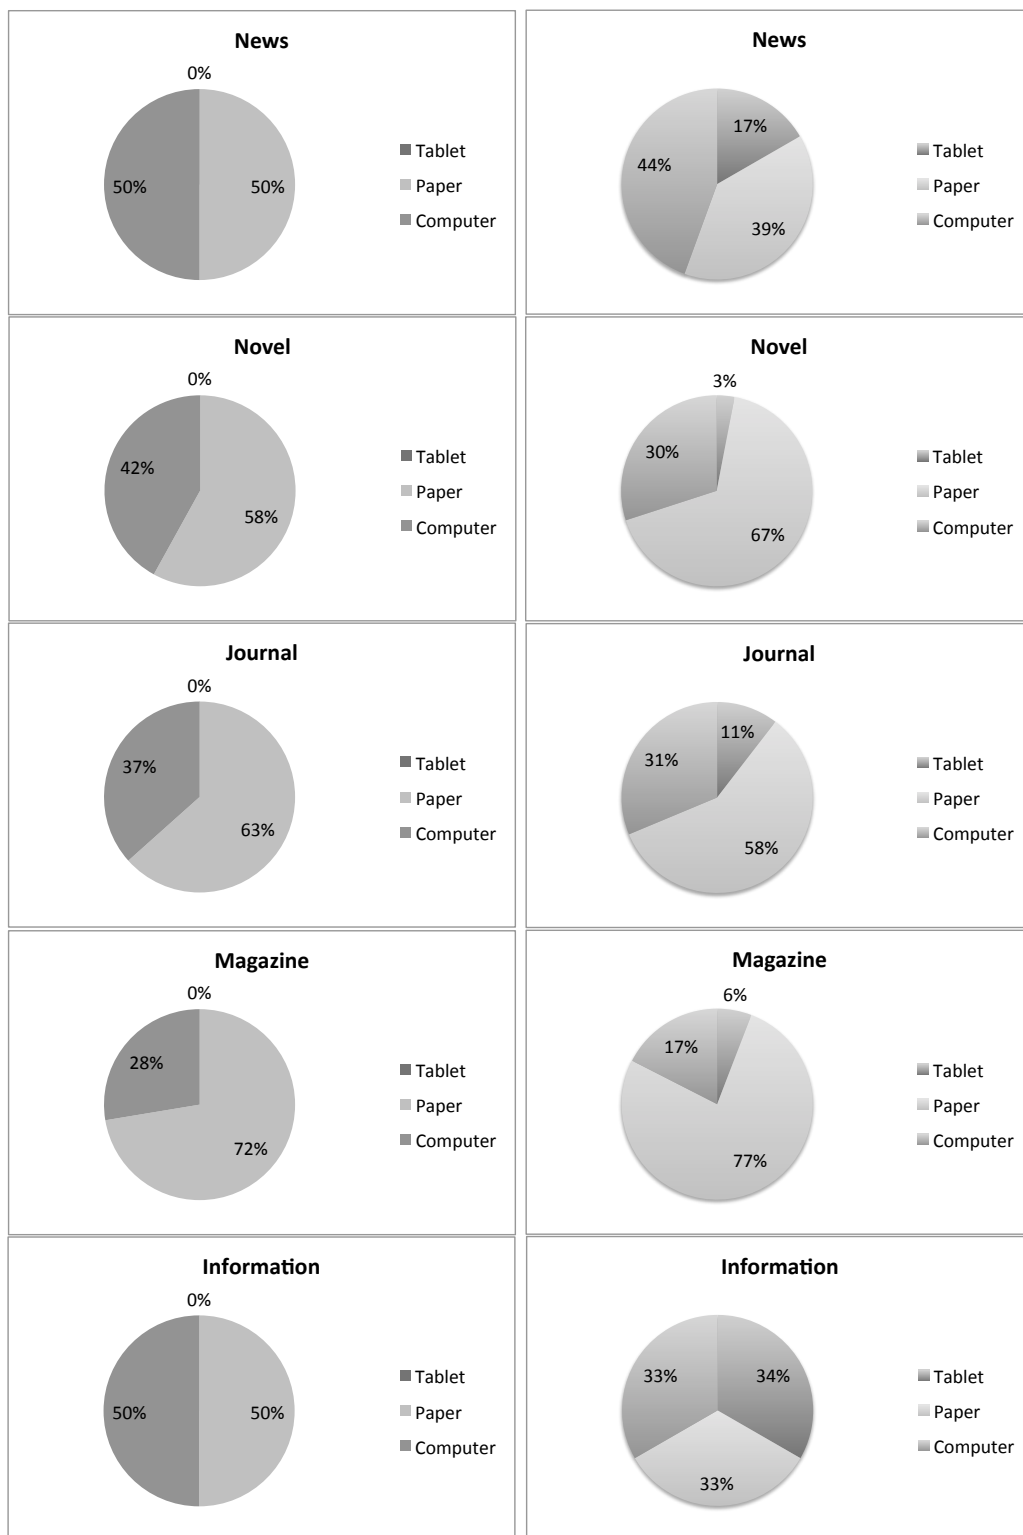 News
0%
50%
50%
Tablet
Paper
Computer
News
17%
44%
39%
Tablet
Paper
Computer
Novel
0%
42%
58%
Tablet
Paper
Computer
Novel
3%
30%
67%
Tablet
Paper
Computer
Journal
0%
37%
63%
Tablet
Paper
Computer
Journal
11%
31%
58%
Tablet
Paper
Computer
Magazine
0%
28%
72%
Tablet
Paper
Computer
Magazine
6%
17%
77%
Tablet
Paper
Computer
Information
0%
50%
50%
Tablet
Paper
Computer
Information
33%
34%
33%
Tablet
Paper
Computer